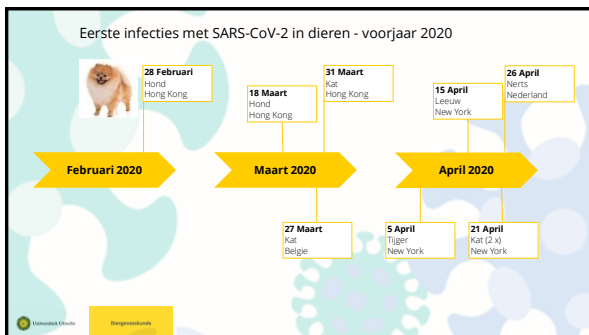 Eerste infecties met SARS-CoV-2 in dieren - voorjaar 2020
28 Februari
Hond
Hong Kong
18 Maart
Hond
Hong Kong
31 Maart
Kat
Hong Kong
15 April
Leeuw
New York
26 April
Nerts
Nederland
Februari 2020
Maart 2020
April 2020
27 Maart
Kat
Belgie
5 April
Tijger
New York
21 April
Kat (2 x)
New York
Universiteit Utrecht
Diergeneeskunde